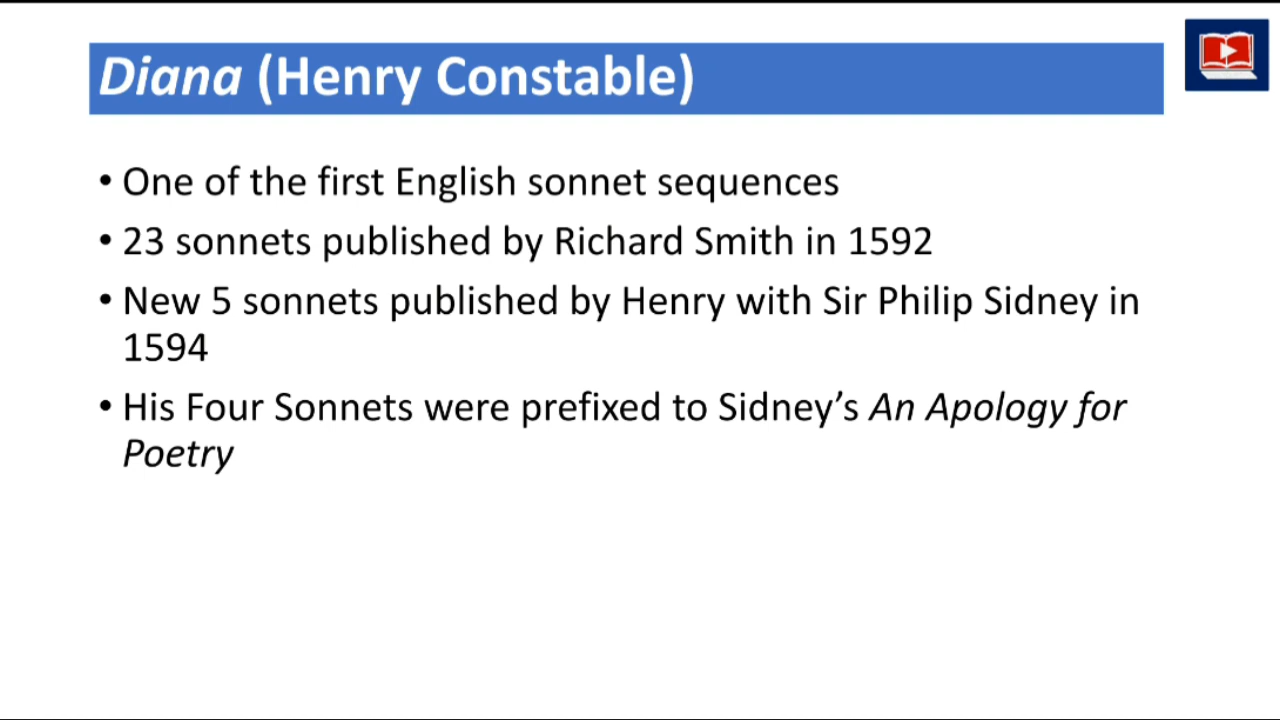 Diana (Henry Constable)
• One of the first English sonnet sequences
• 23 sonnets published by Richard Smith in 1592
• New 5 sonnets published by Henry with Sir Philip Sidney in
1594
• His Four Sonnets were prefixed to Sidney’s An Apology for
Poetry